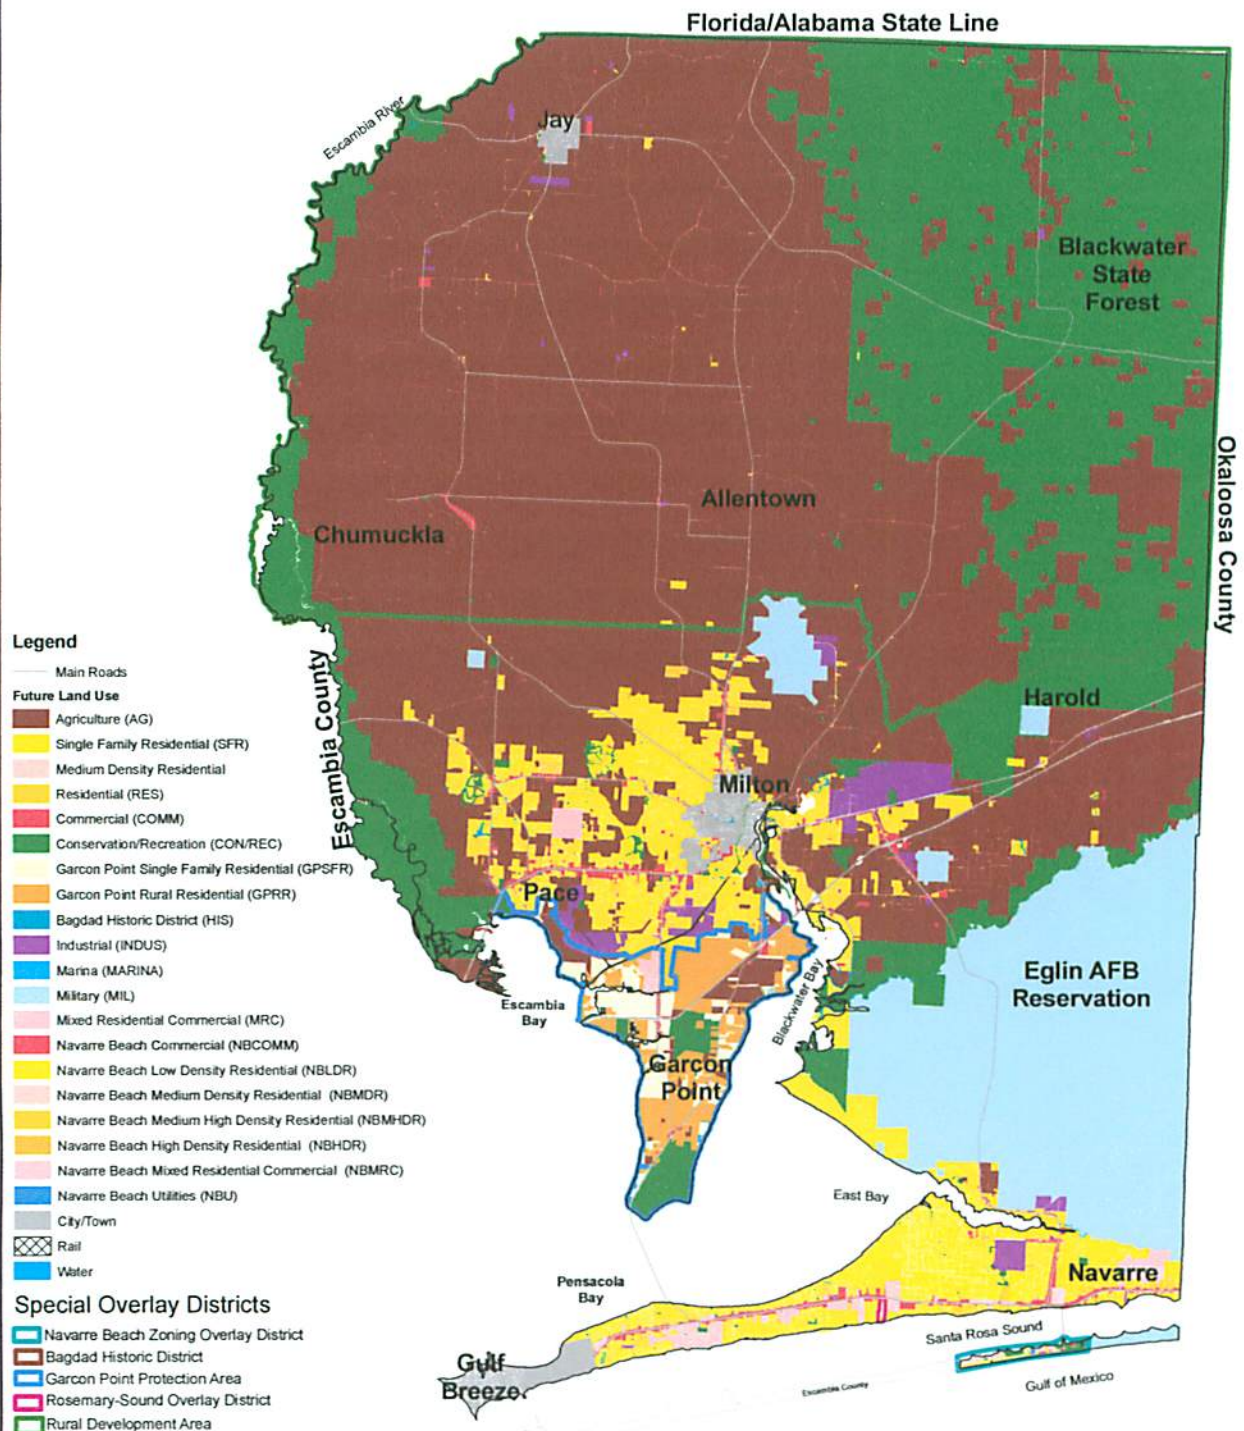 Florida/Alabama State Line
Escambia River
Jay
Blackwater
State
Forest
Okaloosa County
Allentown
Chumuckla
Escambia County
Harold
Milton
Pace
Eglin AFB
Reservation
Escambia
Bay
Blackwater Bay
Garcon
Point
East Bay
Navarre
Pensacola
Bay
Santa Rosa Sound
Gulf
Breeze
Escambia County
Gulf of Mexico
Legend
Main Roads
Future Land Use
Agriculture (AG)
Single Family Residential (SFR)
Medium Density Residential
Residential (RES)
Commercial (COMM)
Conservation/Recreation (CON/REC)
Garcon Point Single Family Residential (GPSFR)
Garcon Point Rural Residential (GPRR)
Bagdad Historic District (HIS)
Industrial (INDUS)
Marina (MARINA)
Military (MIL)
Mixed Residential Commercial (MRC)
Navarre Beach Commercial (NBCOMM)
Navarre Beach Low Density Residential (NBLDR)
Navarre Beach Medium Density Residential (NBMDR)
Navarre Beach Medium High Density Residential (NBMHDR)
Navarre Beach High Density Residential (NBHDR)
Navarre Beach Mixed Residential Commercial (NBMRC)
Navarre Beach Utilities (NBU)
City/Town
Rail
Water
Special Overlay Districts
Navarre Beach Zoning Overlay District
Bagdad Historic District
Garcon Point Protection Area
Rosemary-Sound Overlay District
Rural Development Area